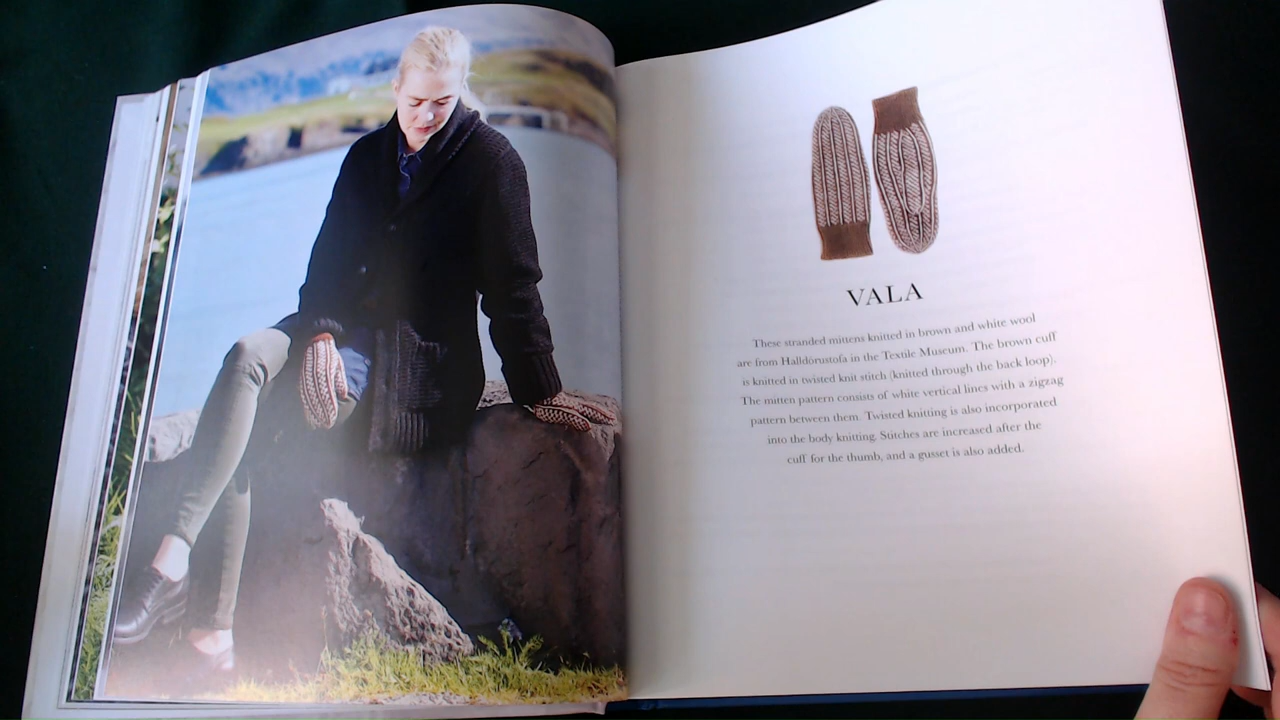 VALA
These stranded mittens knitted in brown and white wool
are from Halldórustofa in the Textile Museum. The brown cuff
is knitted in twisted knit stitch (knitted through the back loop).
The mitten pattern consists of white vertical lines with a zigzag
pattern between them. Twisted knitting is also incorporated
into the body knitting. Stitches are increased after the
cuff for the thumb, and a gusset is also added.